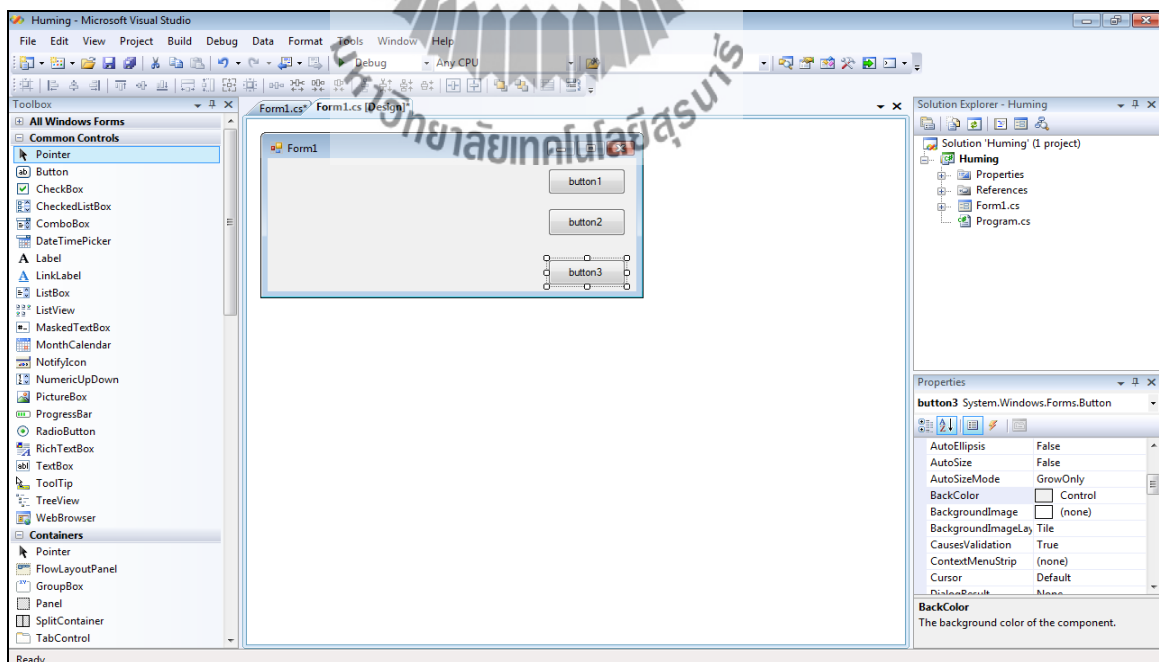 Huming - Microsoft Visual Studio
File Edit View Project Build Debug Data Format Tools Window Help
Debug Any CPU
มหาวิทยาลัยเทคโนโลยีสุรนารี
Toolbox
All Windows Forms
Common Controls
Pointer
Button
CheckBox
CheckedListBox
ComboBox
DateTimePicker
Label
LinkLabel
ListBox
ListView
MaskedTextBox
MonthCalendar
NotifyIcon
NumericUpDown
PictureBox
ProgressBar
RadioButton
RichTextBox
TextBox
ToolTip
TreeView
WebBrowser
Containers
Pointer
FlowLayoutPanel
GroupBox
Panel
SplitContainer
TabControl
Form1.cs* Form1.cs [Design]*
Form1
button1
button2
button3
Solution Explorer - Huming
Solution 'Huming' (1 project)
Huming
Properties
References
Form1.cs
Program.cs
Properties
button3 System.Windows.Forms.Button
AutoEllipsis False
AutoSize False
AutoSizeMode GrowOnly
BackColor Control
BackgroundImage (none)
BackgroundImageLay Tile
CausesValidation True
ContextMenuStrip (none)
Cursor Default
DialogResult None
BackColor
The background color of the component.
Ready